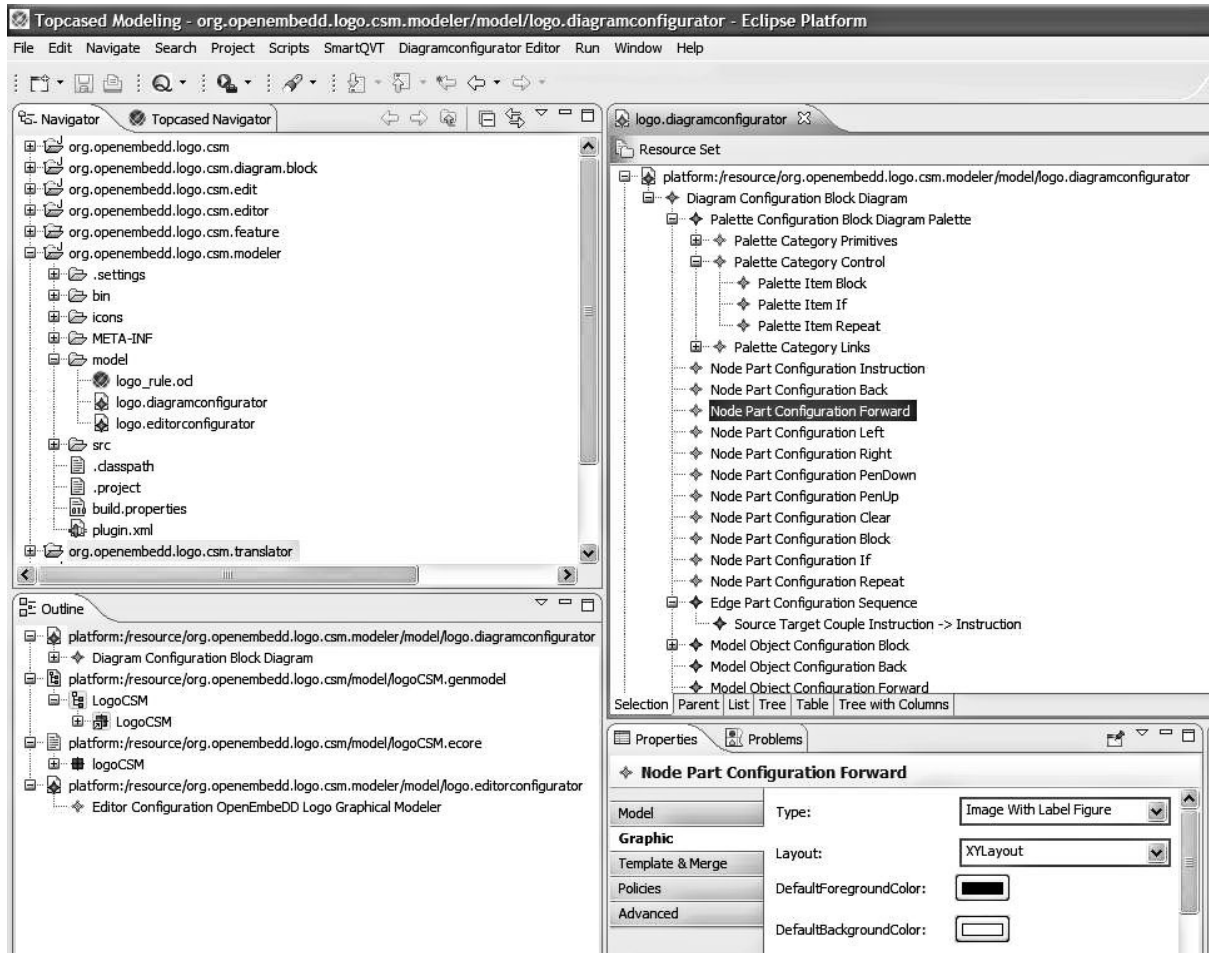 Topcased Modeling - org.openembedd.logo.csm.modeler/model/logo.diagramconfigurator - Eclipse Platform
File Edit Navigate Search Project Scripts SmartQVT Diagramconfigurator Editor Run Window Help
Navigator Topcased Navigator
org.openembedd.logo.csm
org.openembedd.logo.csm.diagram.block
org.openembedd.logo.csm.edit
org.openembedd.logo.csm.editor
org.openembedd.logo.csm.feature
org.openembedd.logo.csm.modeler
.settings
bin
icons
META-INF
model
logo_rule.ocl
logo.diagramconfigurator
logo.editorconfigurator
src
.classpath
.project
build.properties
plugin.xml
org.openembedd.logo.csm.translator
Outline
platform:/resource/org.openembedd.logo.csm.modeler/model/logo.diagramconfigurator
Diagram Configuration Block Diagram
platform:/resource/org.openembedd.logo.csm/model/logoCSM.genmodel
LogoCSM
LogoCSM
platform:/resource/org.openembedd.logo.csm/model/logoCSM.ecore
logoCSM
platform:/resource/org.openembedd.logo.csm.modeler/model/logo.editorconfigurator
Editor Configuration OpenEmbeDD Logo Graphical Modeler
logo.diagramconfigurator
Resource Set
platform:/resource/org.openembedd.logo.csm.modeler/model/logo.diagramconfigurator
Diagram Configuration Block Diagram
Palette Configuration Block Diagram Palette
Palette Category Primitives
Palette Category Control
Palette Item Block
Palette Item If
Palette Item Repeat
Palette Category Links
Node Part Configuration Instruction
Node Part Configuration Back
Node Part Configuration Forward
Node Part Configuration Left
Node Part Configuration Right
Node Part Configuration PenDown
Node Part Configuration PenUp
Node Part Configuration Clear
Node Part Configuration Block
Node Part Configuration If
Node Part Configuration Repeat
Edge Part Configuration Sequence
Source Target Couple Instruction -> Instruction
Model Object Configuration Block
Model Object Configuration Back
Model Object Configuration Forward
Selection Parent List Tree Table Tree with Columns
Properties Problems
Node Part Configuration Forward
Model
Graphic
Template & Merge
Policies
Advanced
Type: Image With Label Figure
Layout: XYLayout
DefaultForegroundColor:
DefaultBackgroundColor: